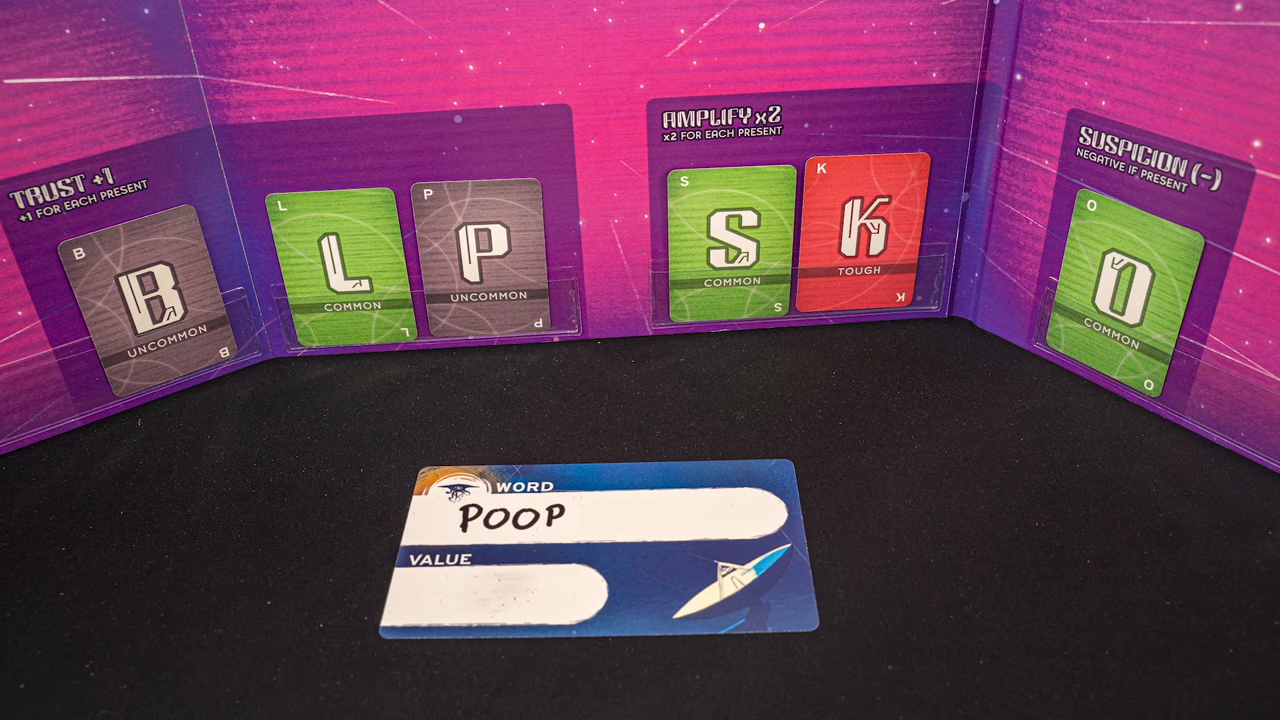 TRUST +1
+1 FOR EACH PRESENT
B
B
UNCOMMON
B
L
L
COMMON
L
P
P
UNCOMMON
P
AMPLIFY x2
x2 FOR EACH PRESENT
S
S
COMMON
S
K
K
TOUGH
K
SUSPICION (-)
NEGATIVE IF PRESENT
O
O
COMMON
O
WORD
POOP
VALUE